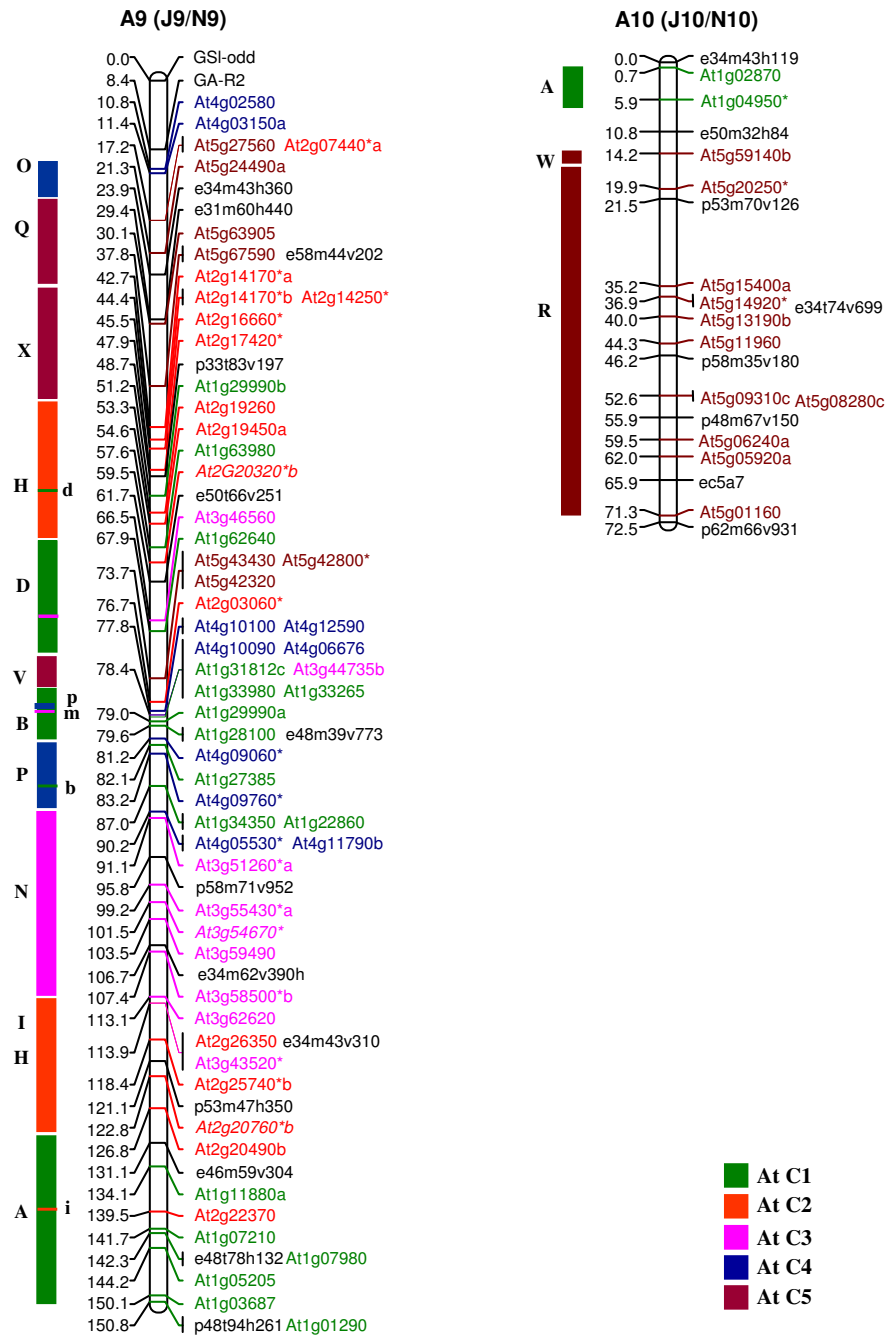 A9 (J9/N9)
0.0 GSl-odd
8.4 GA-R2
10.8 At4g02580
11.4 At4g03150a
17.2 At5g27560 At2g07440*a
21.3 At5g24490a
23.9 e34m43h360
29.4 e31m60h440
30.1 At5g63905
37.8 At5g67590 e58m44v202
42.7 At2g14170*a
44.4 At2g14170*b At2g14250*
45.5 At2g16660*
47.9 At2g17420*
48.7 p33t83v197
51.2 At1g29990b
53.3 At2g19260
54.6 At2g19450a
57.6 At1g63980
59.5 At2G20320*b
61.7 e50t66v251
66.5 At3g46560
67.9 At1g62640
73.7 At5g43430 At5g42800*
At5g42320
76.7 At2g03060*
77.8 At4g10100 At4g12590
78.4 At4g10090 At4g06676
At1g31812c At3g44735b
At1g33980 At1g33265
79.0 At1g29990a
79.6 At1g28100 e48m39v773
81.2 At4g09060*
82.1 At1g27385
83.2 At4g09760*
87.0 At1g34350 At1g22860
90.2 At4g05530* At4g11790b
91.1 At3g51260*a
95.8 p58m71v952
99.2 At3g55430*a
101.5 At3g54670*
103.5 At3g59490
106.7 e34m62v390h
107.4 At3g58500*b
113.1 At3g62620
113.9 At2g26350 e34m43v310
At3g43520*
118.4 At2g25740*b
121.1 p53m47h350
122.8 At2g20760*b
126.8 At2g20490b
131.1 e46m59v304
134.1 At1g11880a
139.5 At2g22370
141.7 At1g07210
142.3 e48t78h132 At1g07980
144.2 At1g05205
150.1 At1g03687
150.8 p48t94h261 At1g01290
O
Q
X
H d
D
V
p
m
B
P
b
N
I
H
A i
A10 (J10/N10)
0.0 e34m43h119
0.7 At1g02870
5.9 At1g04950*
10.8 e50m32h84
14.2 At5g59140b
19.9 At5g20250*
21.5 p53m70v126
35.2 At5g15400a
36.9 At5g14920* e34t74v699
40.0 At5g13190b
44.3 At5g11960
46.2 p58m35v180
52.6 At5g09310c At5g08280c
55.9 p48m67v150
59.5 At5g06240a
62.0 At5g05920a
65.9 ec5a7
71.3 At5g01160
72.5 p62m66v931
A
W
R
At C1
At C2
At C3
At C4
At C5